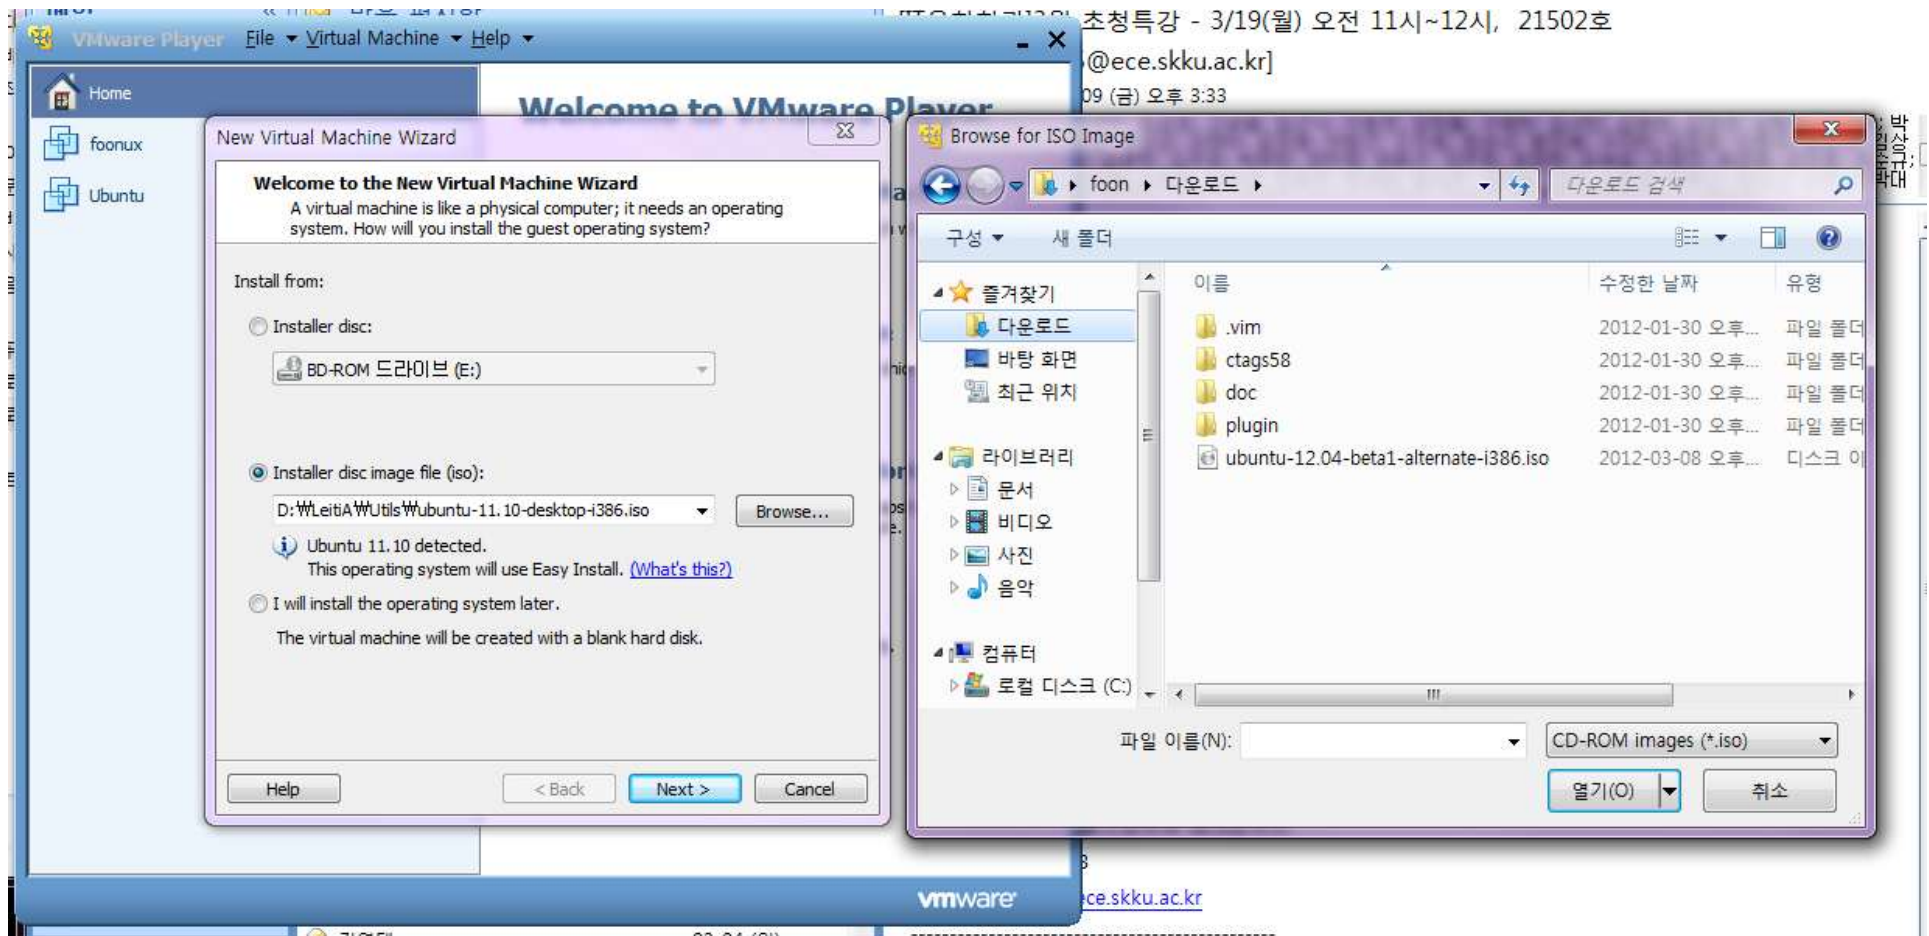 초청특강 - 3/19(월) 오전 11시~12시, 21502호
@ece.skku.ac.kr]
09 (금) 오후 3:33
VMware Player File Virtual Machine Help
Home
foonux
Ubuntu
Welcome to VMware Player
New Virtual Machine Wizard
Welcome to the New Virtual Machine Wizard
A virtual machine is like a physical computer; it needs an operating
system. How will you install the guest operating system?
Install from:
Installer disc:
BD-ROM 드라이브 (E:)
Installer disc image file (iso):
D:₩LeitiA₩Utils₩ubuntu-11.10-desktop-i386.iso
Browse...
Ubuntu 11.10 detected.
This operating system will use Easy Install. (What's this?)
I will install the operating system later.
The virtual machine will be created with a blank hard disk.
Help
< Back
Next >
Cancel
Browse for ISO Image
foon 다운로드
다운로드 검색
구성 새 폴더
즐겨찾기
다운로드
바탕 화면
최근 위치
라이브러리
문서
비디오
사진
음악
컴퓨터
로컬 디스크 (C:)
이름 수정한 날짜 유형
.vim 2012-01-30 오후... 파일 폴더
ctags58 2012-01-30 오후... 파일 폴더
doc 2012-01-30 오후... 파일 폴더
plugin 2012-01-30 오후... 파일 폴더
ubuntu-12.04-beta1-alternate-i386.iso 2012-03-08 오후... 디스크 이
파일 이름(N):
CD-ROM images (*.iso)
열기(O)
취소
vmware
ece.skku.ac.kr